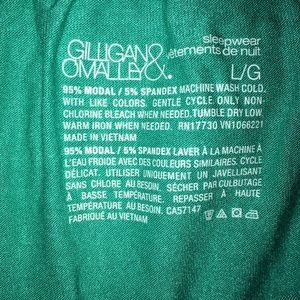 GILLIGAN&
O'MALLEY&.
sleepwear
vêtements de nuit
L/G
95% MODAL / 5% SPANDEX MACHINE WASH COLD.
WITH LIKE COLORS. GENTLE CYCLE ONLY NON-
CHLORINE BLEACH WHEN NEEDED. TUMBLE DRY LOW.
WARM IRON WHEN NEEDED. RN17730 VN1066221
MADE IN VIETNAM
95% MODAL / 5% SPANDEX LAVER À LA MACHINE À
L'EAU FROIDE AVEC DES COULEURS SIMILAIRES. CYCLE
DÉLICAT. UTILISER UNIQUEMENT UN JAVELLISANT
SANS CHLORE AU BESOIN. SÉCHER PAR CULBUTAGE
À BASSE TEMPÉRATURE. REPASSER À HAUTE
TEMPÉRATURE AU BESOIN. CA57147
FABRIQUÉ AU VIETNAM